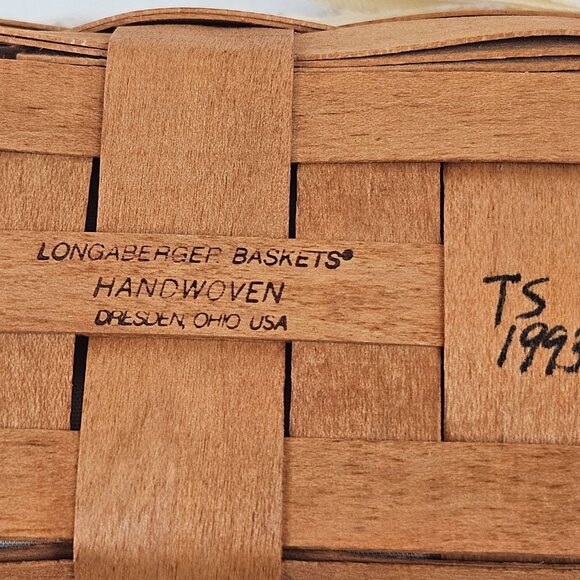 LONGABERGER BASKETS®
HANDWOVEN
DRESDEN, OHIO USA
TS
1993